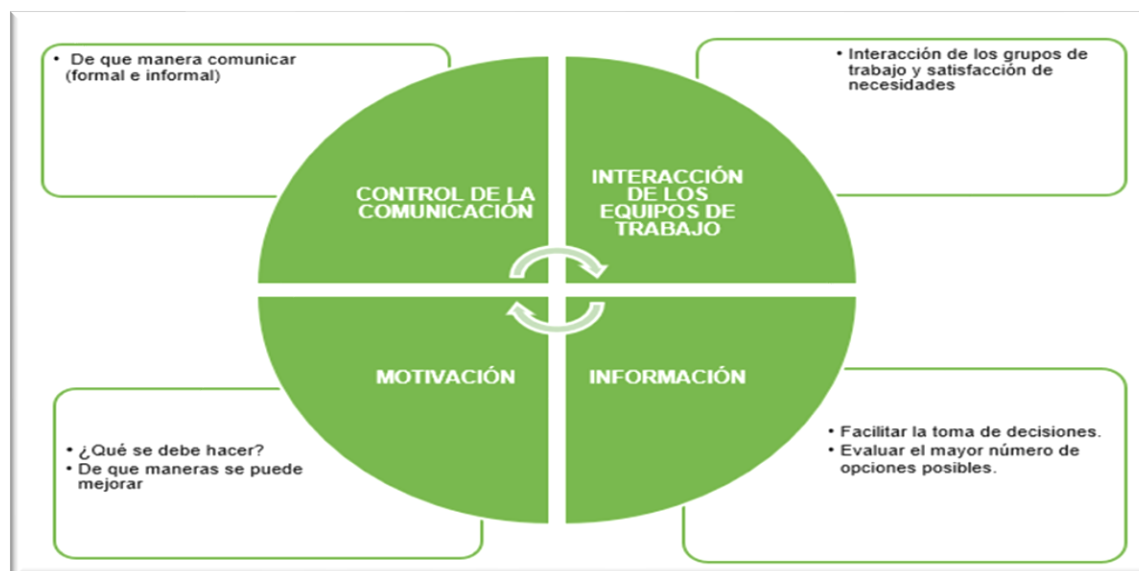 • De que manera comunicar
(formal e informal)
• Interacción de los grupos de
trabajo y satisfacción de
necesidades
CONTROL DE LA
COMUNICACIÓN
INTERACCIÓN
DE LOS
EQUIPOS DE
TRABAJO
MOTIVACIÓN
INFORMACIÓN
• ¿Qué se debe hacer?
• De que maneras se puede
mejorar
• Facilitar la toma de decisiones.
• Evaluar el mayor número de
opciones posibles.